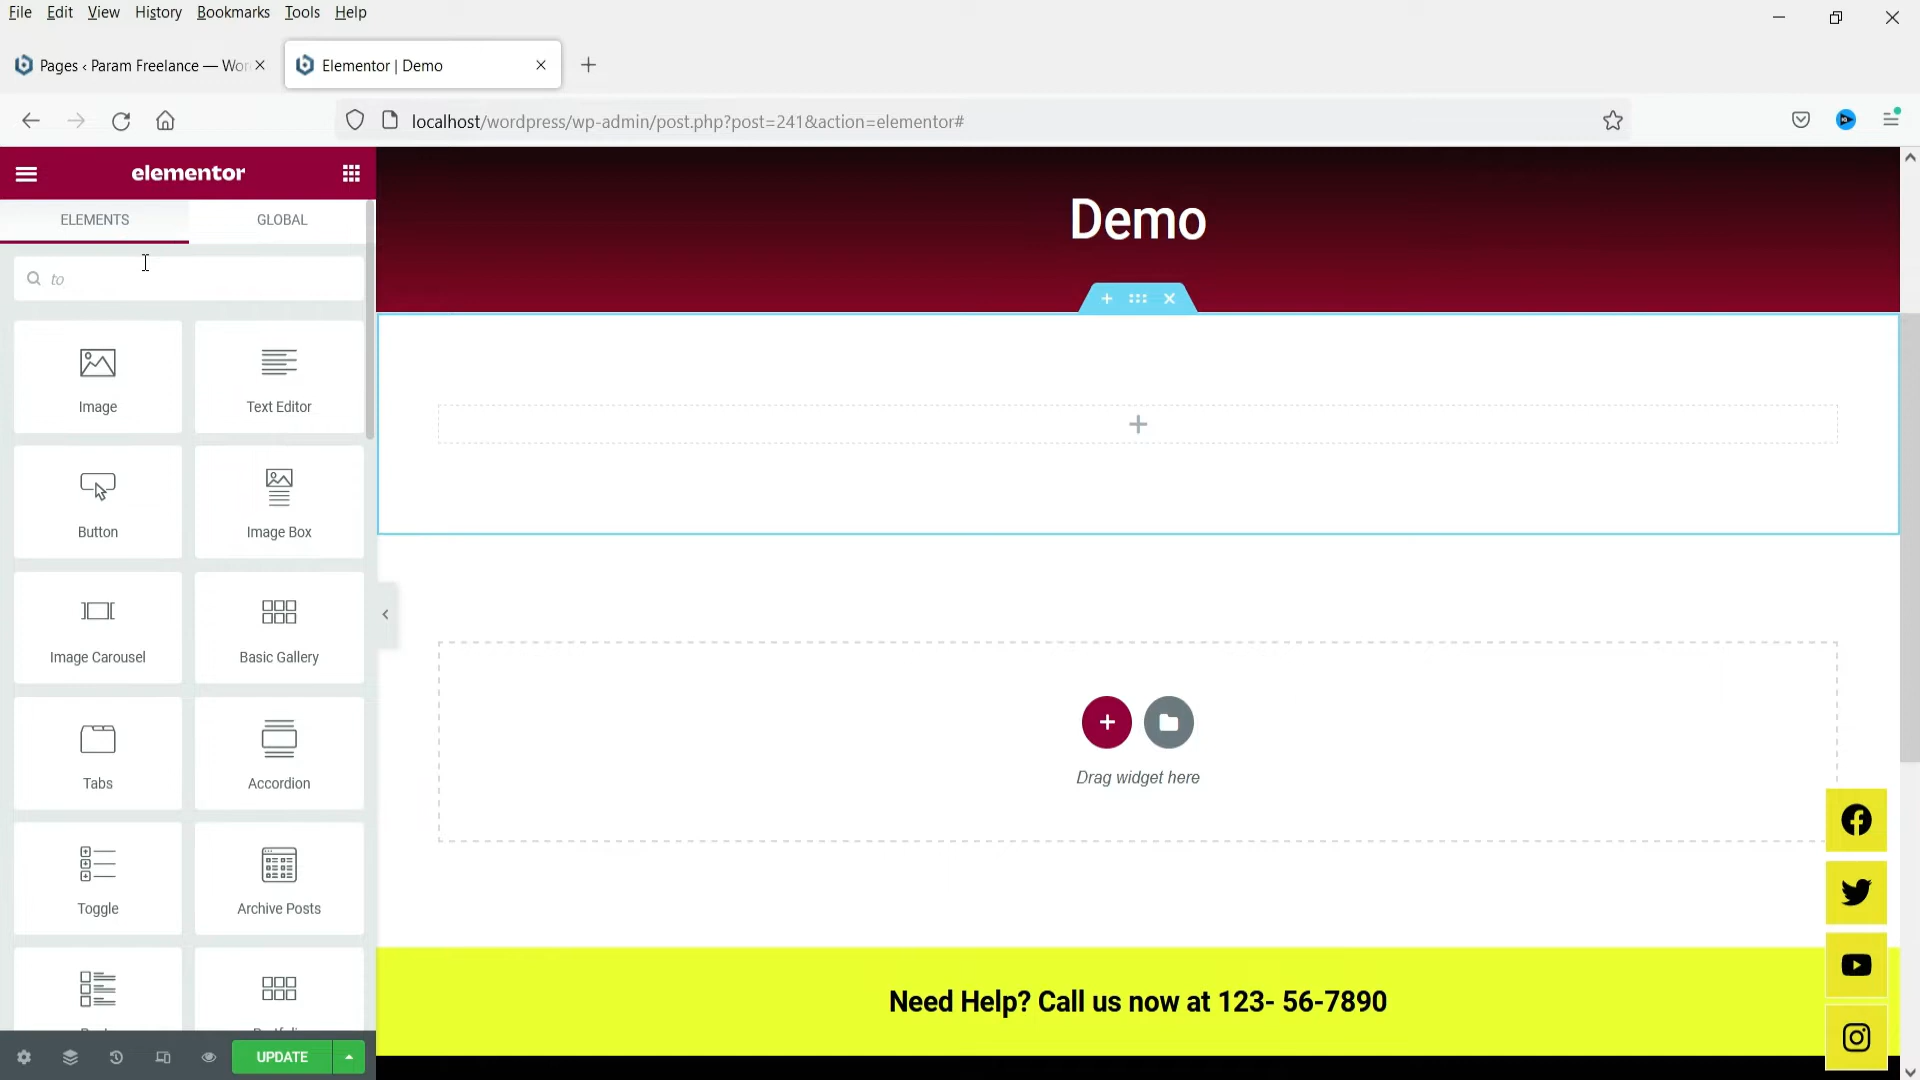 File Edit View History Bookmarks Tools Help
Pages ‹ Param Freelance — Wor
Elementor | Demo
localhost/wordpress/wp-admin/post.php?post=241&action=elementor#
elementor
ELEMENTS
GLOBAL
to
Demo
Image
Text Editor
Button
Image Box
Image Carousel
Basic Gallery
Tabs
Accordion
Drag widget here
Toggle
Archive Posts
Need Help? Call us now at 123- 56-7890
UPDATE